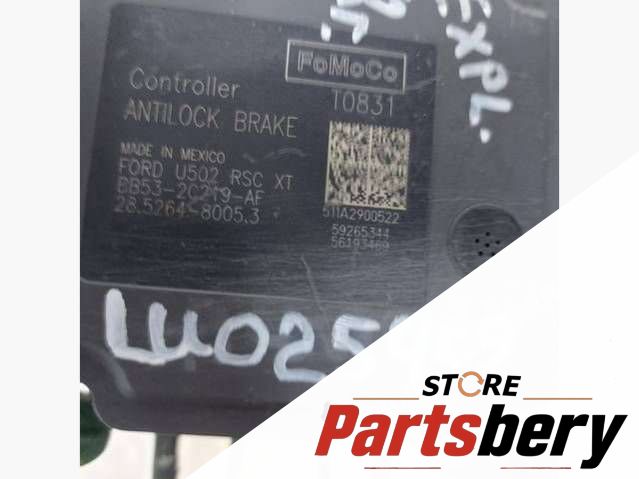 EXPL.
FoMoCo
Controller T0831
ANTILOCK BRAKE
MADE IN MEXICO
FORD U502 RSC XT
BB53-2C219-AF
28.5264-8005.3
511A2900522
59265344
56193469
STORE
Partsbery